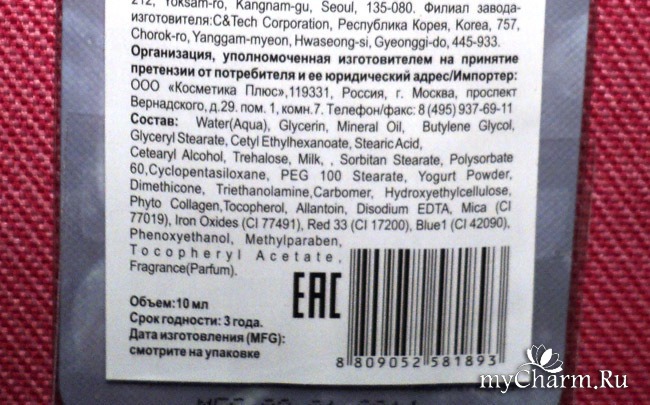 212, Yoksam-ro, Kangnam-gu, Seoul, 135-080. Филиал завода-
изготовителя:C&Tech Corporation, Республика Корея, Korea, 757,
Chorok-ro, Yanggam-myeon, Hwaseong-si, Gyeonggi-do, 445-933.
Организация, уполномоченная изготовителем на принятие
претензии от потребителя и ее юридический адрес/Импортер:
ООО «Косметика Плюс»,119331, Россия, г. Москва, проспект
Вернадского, д.29. пом. 1, комн.7. Телефон/факс: 8 (495) 937-69-11
Состав: Water(Aqua), Glycerin, Mineral Oil, Butylene Glycol,
Glyceryl Stearate, Cetyl Ethylhexanoate, Stearic Acid,
Cetearyl Alcohol, Trehalose, Milk, , Sorbitan Stearate, Polysorbate
60,Cyclopentasiloxane, PEG 100 Stearate, Yogurt Powder,
Dimethicone, Triethanolamine,Carbomer, Hydroxyethylcellulose,
Phyto Collagen,Tocopherol, Allantoin, Disodium EDTA, Mica (CI
77019), Iron Oxides (CI 77491), Red 33 (CI 17200), Blue1 (CI 42090),
Phenoxyethanol, Methylparaben,
Tocopheryl Acetate,
Fragrance(Parfum).
EAC
Объем:10 мл
Срок годности: 3 года.
Дата изготовления (MFG):
смотрите на упаковке
8 809052 581893
myCharm.Ru